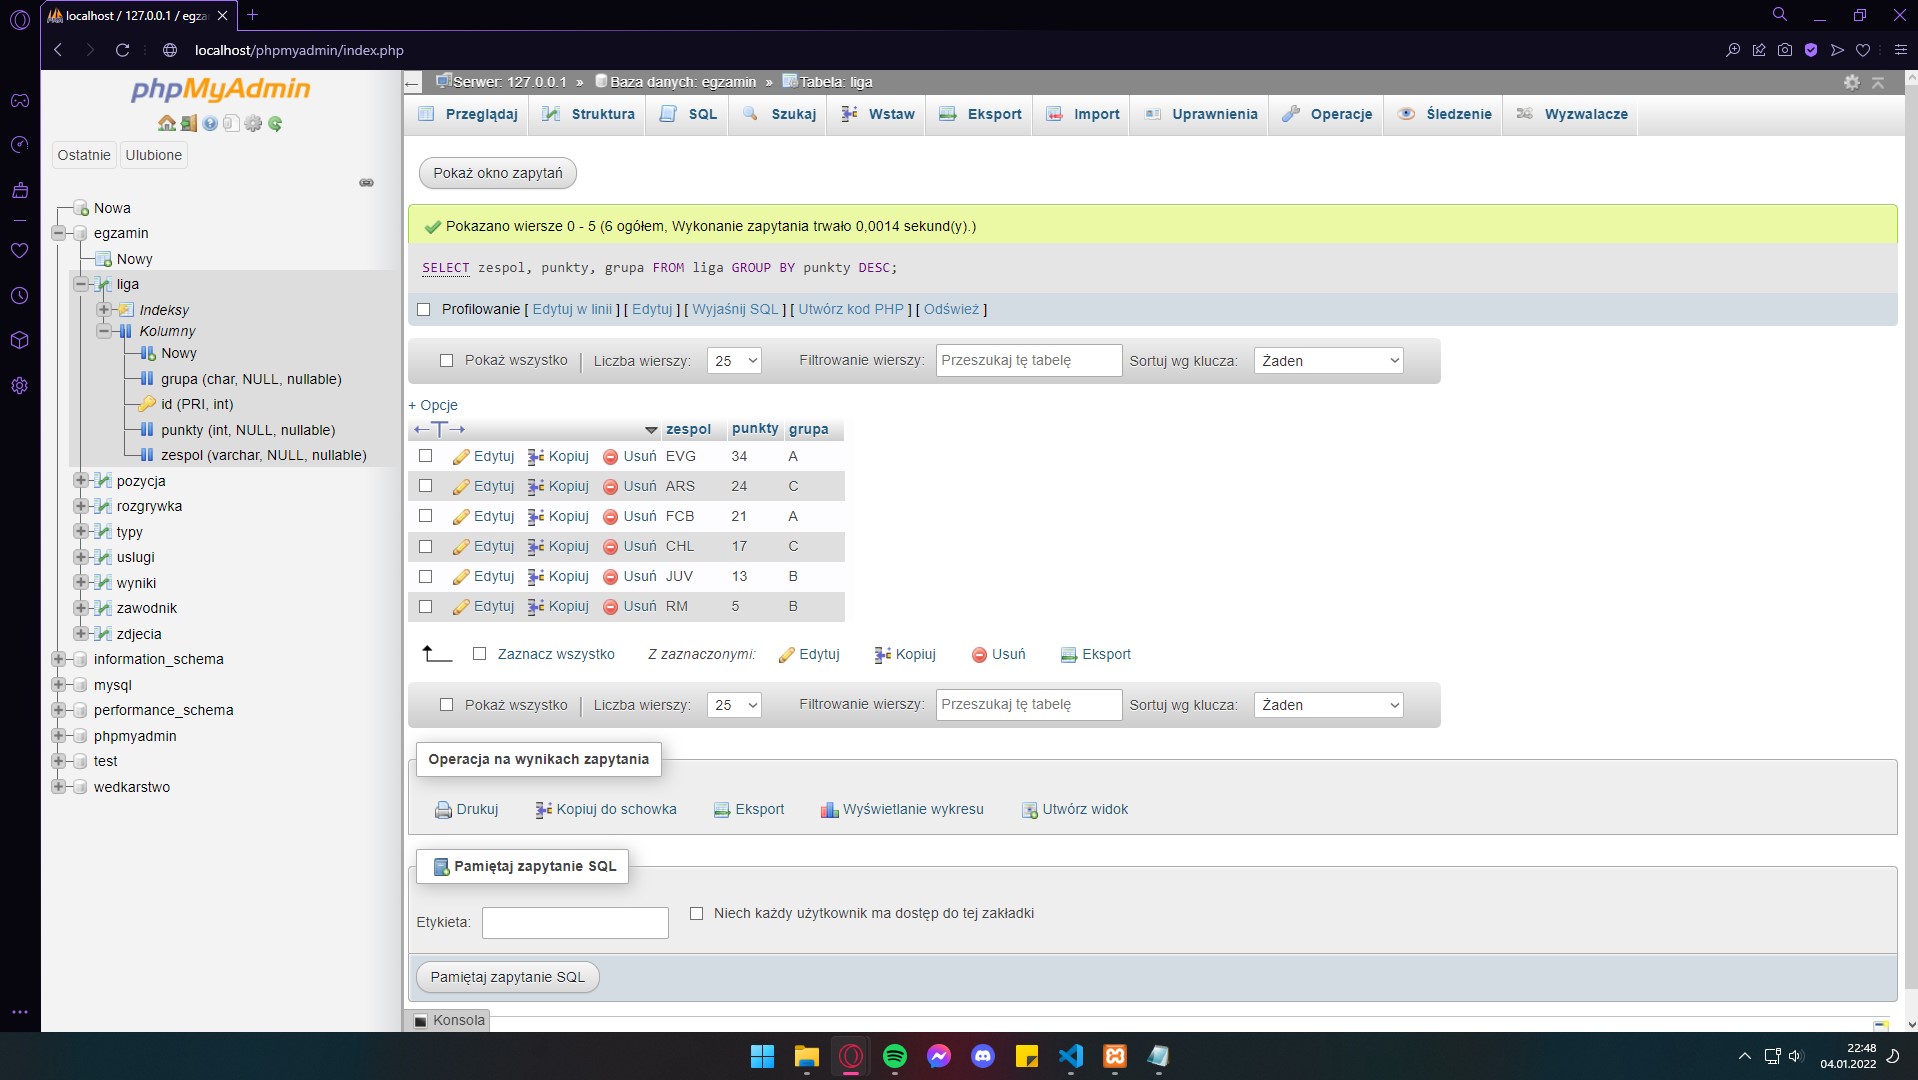 localhost / 127.0.0.1 / egza
localhost/phpmyadmin/index.php
phpMyAdmin
Ostatnie Ulubione
Nowa
egzamin
Nowy
liga
Indeksy
Kolumny
Nowy
grupa (char, NULL, nullable)
id (PRI, int)
punkty (int, NULL, nullable)
zespol (varchar, NULL, nullable)
pozycja
rozgrywka
typy
uslugi
wyniki
zawodnik
zdjecia
information_schema
mysql
performance_schema
phpmyadmin
test
wedkarstwo
Serwer: 127.0.0.1 » Baza danych: egzamin » Tabela: liga
Przeglądaj Struktura SQL Szukaj Wstaw Eksport Import Uprawnienia Operacje Śledzenie Wyzwalacze
Pokaż okno zapytań
Pokazano wiersze 0 - 5 (6 ogółem, Wykonanie zapytania trwało 0,0014 sekund(y).)
SELECT zespol, punkty, grupa FROM liga GROUP BY punkty DESC;
Profilowanie [ Edytuj w linii ] [ Edytuj ] [ Wyjaśnij SQL ] [ Utwórz kod PHP ] [ Odśwież ]
Pokaż wszystko | Liczba wierszy: 25 Filtrowanie wierszy: Przeszukaj tę tabelę Sortuj wg klucza: Żaden
+ Opcje
←T→ zespol punkty grupa
Edytuj Kopiuj Usuń EVG 34 A
Edytuj Kopiuj Usuń ARS 24 C
Edytuj Kopiuj Usuń FCB 21 A
Edytuj Kopiuj Usuń CHL 17 C
Edytuj Kopiuj Usuń JUV 13 B
Edytuj Kopiuj Usuń RM 5 B
Zaznacz wszystko Z zaznaczonymi: Edytuj Kopiuj Usuń Eksport
Pokaż wszystko | Liczba wierszy: 25 Filtrowanie wierszy: Przeszukaj tę tabelę Sortuj wg klucza: Żaden
Operacja na wynikach zapytania
Drukuj Kopiuj do schowka Eksport Wyświetlanie wykresu Utwórz widok
Pamiętaj zapytanie SQL
Etykieta: Niech każdy użytkownik ma dostęp do tej zakładki
Pamiętaj zapytanie SQL
Konsola
22:48
04.01.2022